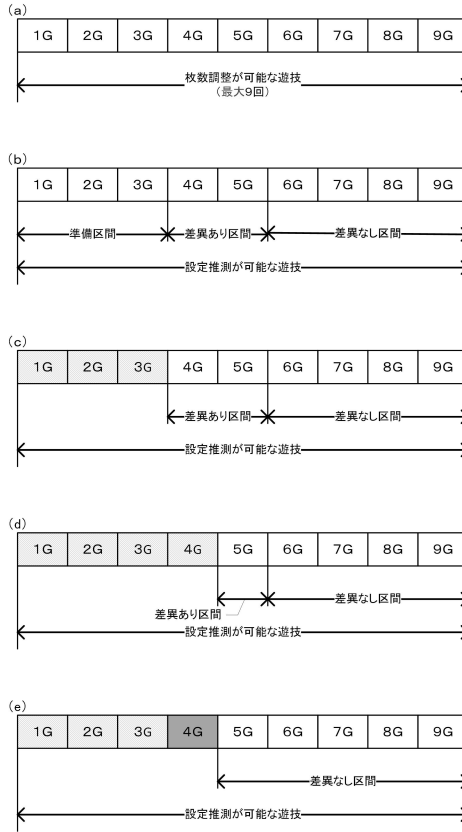 (a)
1G 2G 3G 4G 5G 6G 7G 8G 9G
枚数調整が可能な遊技
(最大9回)
(b)
1G 2G 3G 4G 5G 6G 7G 8G 9G
準備区間 差異あり区間 差異なし区間
設定推測が可能な遊技
(c)
1G 2G 3G 4G 5G 6G 7G 8G 9G
差異あり区間 差異なし区間
設定推測が可能な遊技
(d)
1G 2G 3G 4G 5G 6G 7G 8G 9G
差異なし区間
差異あり区間
設定推測が可能な遊技
(e)
1G 2G 3G 4G 5G 6G 7G 8G 9G
差異なし区間
設定推測が可能な遊技